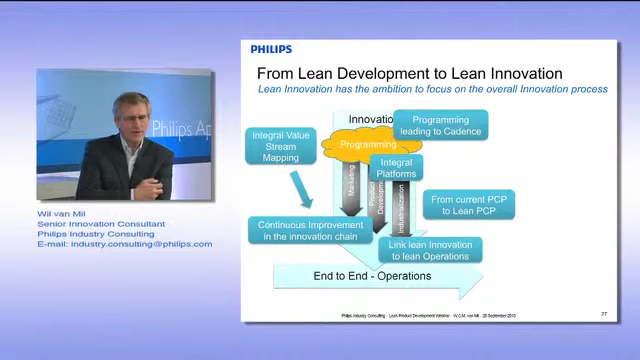 PHILIPS
From Lean Development to Lean Innovation
Lean Innovation has the ambition to focus on the overall Innovation process
Innovatio
Programming
leading to Cadence
Integral Value
Stream
Mapping
Programming
Integral
Platforms
Marketing
Product
Development
Industrialization
From current PCP
to Lean PCP
Continuous Improvement
in the innovation chain
Link lean Innovation
to lean Operations
End to End - Operations
Philips Industry Consulting - Lean Product Development Webinar - W.C.M. van Mil - 28 September 2010
27
Philips Ap
Wil van Mil
Senior Innovation Consultant
Philips Industry Consulting
E-mail: industry.consulting@philips.com